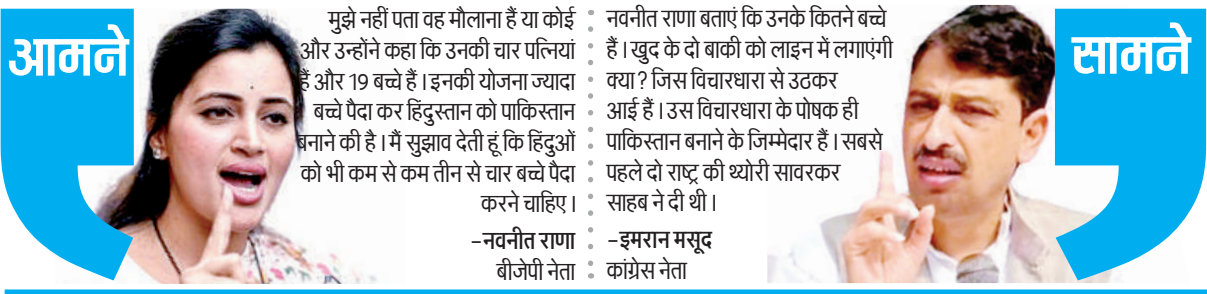 आमने
मुझे नहीं पता वह मौलाना हैं या कोई
और उन्होंने कहा कि उनकी चार पत्नियां
हैं और 19 बच्चे हैं। इनकी योजना ज्यादा
बच्चे पैदा कर हिंदुस्तान को पाकिस्तान
बनाने की है। मैं सुझाव देती हूं कि हिंदुओं
को भी कम से कम तीन से चार बच्चे पैदा
करने चाहिए।
-नवनीत राणा
बीजेपी नेता
नवनीत राणा बताएं कि उनके कितने बच्चे
हैं। खुद के दो बाकी को लाइन में लगाएंगी
क्या? जिस विचारधारा से उठकर
आई हैं। उस विचारधारा के पोषक ही
पाकिस्तान बनाने के जिम्मेदार हैं। सबसे
पहले दो राष्ट्र की थ्योरी सावरकर
साहब ने दी थी।
-इमरान मसूद
कांग्रेस नेता
सामने